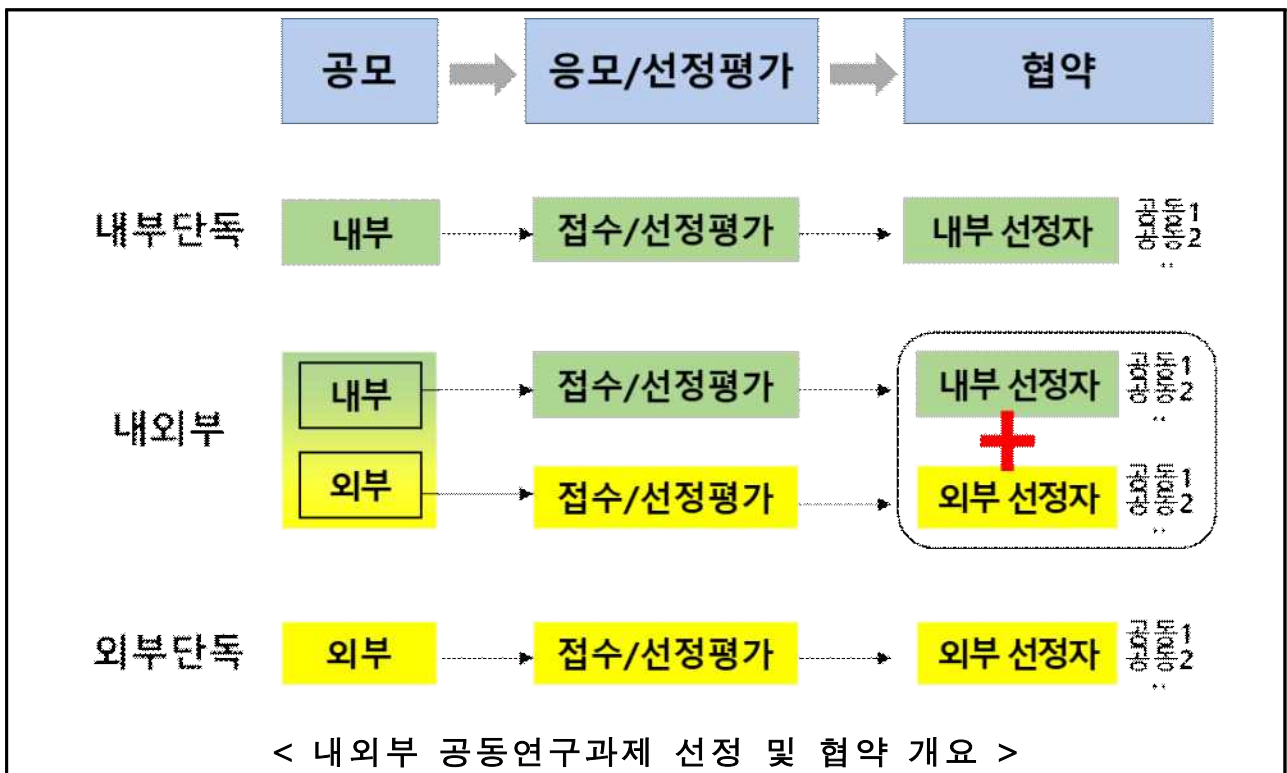 공모 응모/선정평가 협약
내부단독 내부 접수/선정평가 내부 선정자 공동1
공동2
..
내외부 내부 접수/선정평가 내부 선정자 공동1
공동2
..
+
외부 접수/선정평가 외부 선정자 공동1
공동2
..
외부단독 외부 접수/선정평가 외부 선정자 공동1
공동2
..
< 내외부 공동연구과제 선정 및 협약 개요 >